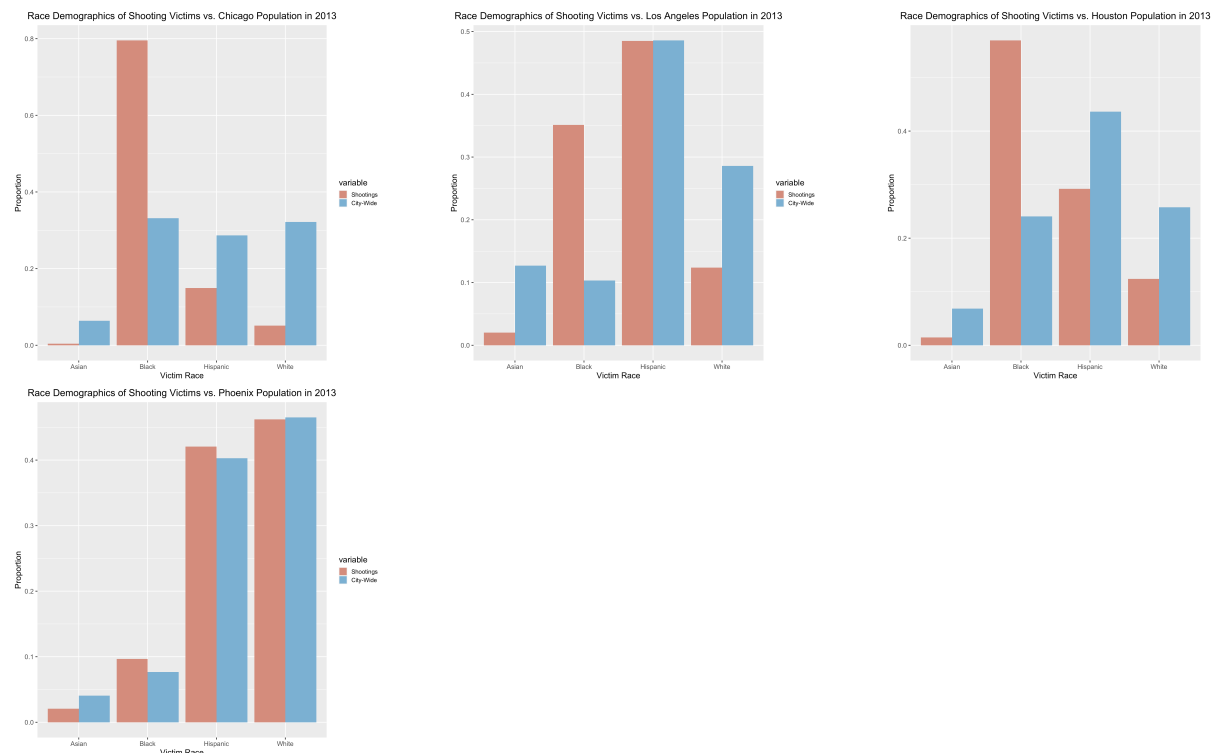 Race Demographics of Shooting Victims vs. Chicago Population in 2013
0.8
0.6
0.4
0.2
0.0
Proportion
Asian Black Hispanic White
Victim Race
variable
Shootings
City-Wide
Race Demographics of Shooting Victims vs. Los Angeles Population in 2013
0.5
0.4
0.3
0.2
0.1
0.0
Proportion
Asian Black Hispanic White
Victim Race
variable
Shootings
City-Wide
Race Demographics of Shooting Victims vs. Houston Population in 2013
0.4
0.2
0.0
Proportion
Asian Black Hispanic White
Victim Race
Race Demographics of Shooting Victims vs. Phoenix Population in 2013
0.4
0.3
0.2
0.1
0.0
Proportion
Asian Black Hispanic White
Victim Race
variable
Shootings
City-Wide